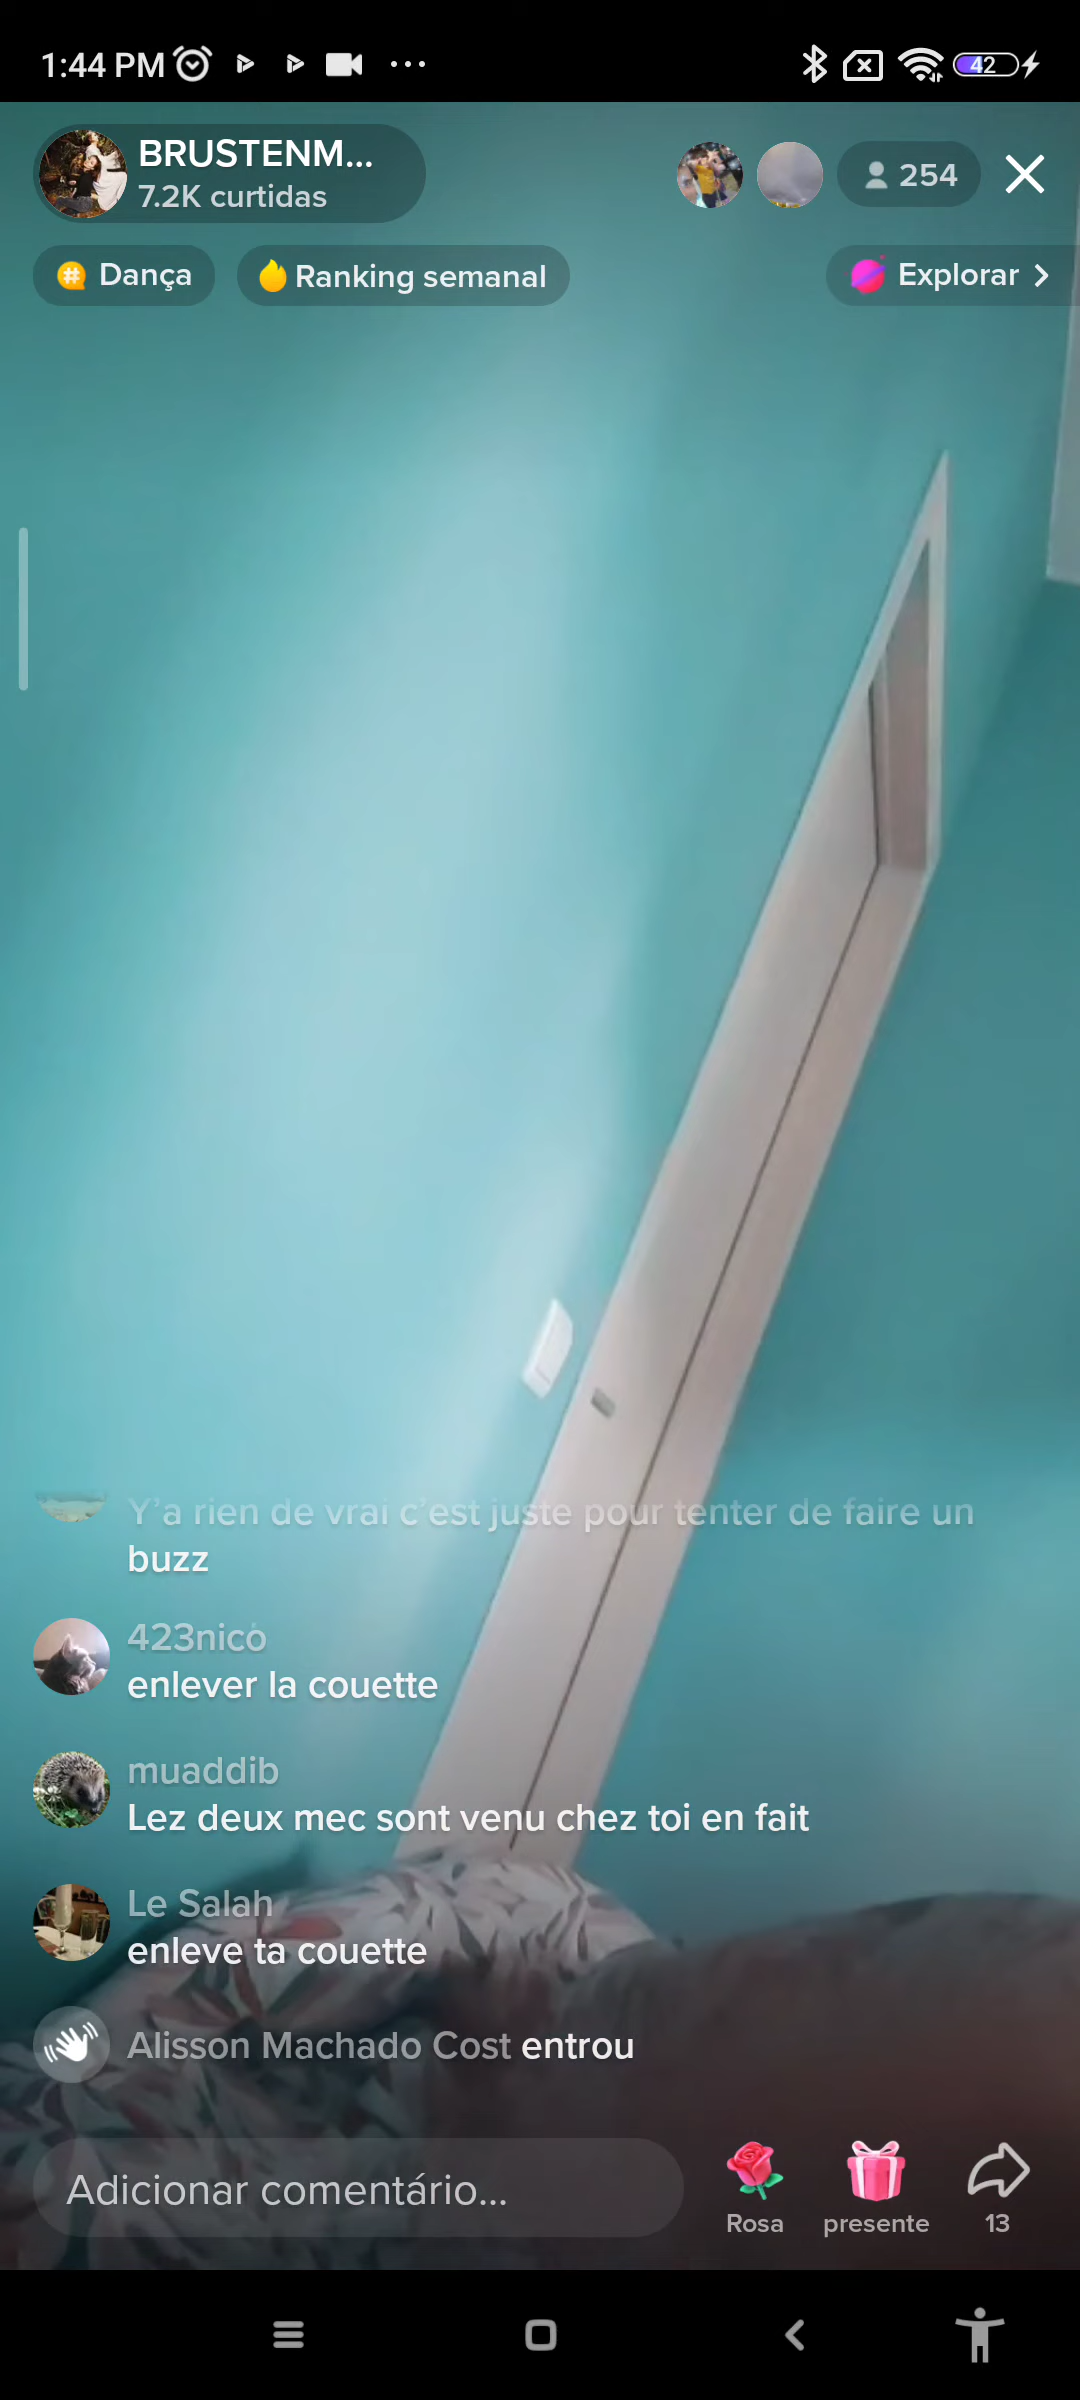 1:44 PM
42
BRUSTENM...
7.2K curtidas
254
Dança
Ranking semanal
Explorar
Y'a rien de vrai c'est juste pour tenter de faire un
buzz
423nico
enlever la couette
muaddib
Lez deux mec sont venu chez toi en fait
Le Salah
enleve ta couette
Alisson Machado Cost entrou
Adicionar comentário...
Rosa
presente
13